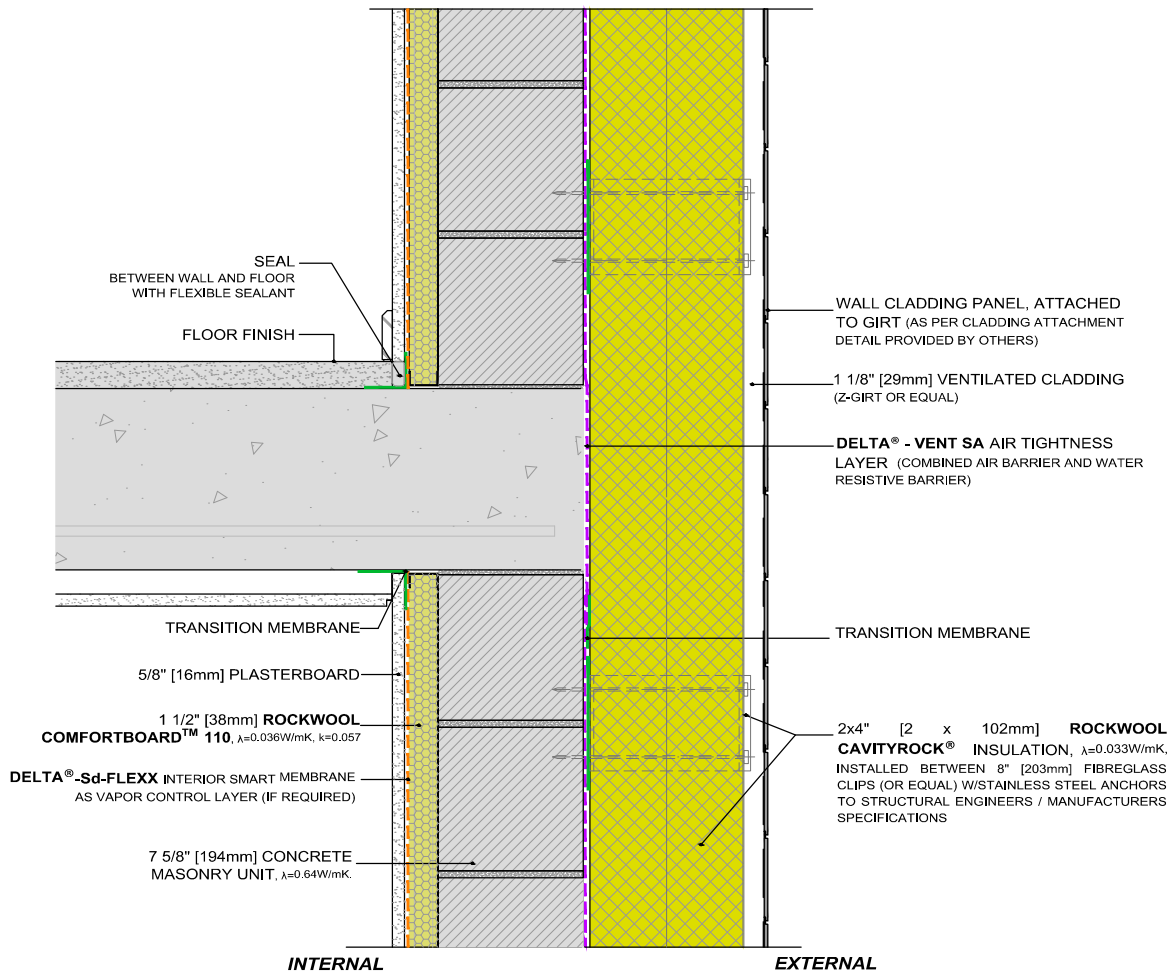 SEAL
BETWEEN WALL AND FLOOR
WITH FLEXIBLE SEALANT
FLOOR FINISH
TRANSITION MEMBRANE
5/8" [16mm] PLASTERBOARD
1 1/2" [38mm] ROCKWOOL
COMFORTBOARD™ 110, λ=0.036W/mK, k=0.057
DELTA®-Sd-FLEXX INTERIOR SMART MEMBRANE
AS VAPOR CONTROL LAYER (IF REQUIRED)
7 5/8" [194mm] CONCRETE
MASONRY UNIT, λ=0.64W/mK.
INTERNAL
WALL CLADDING PANEL, ATTACHED
TO GIRT (AS PER CLADDING ATTACHMENT
DETAIL PROVIDED BY OTHERS)
1 1/8" [29mm] VENTILATED CLADDING
(Z-GIRT OR EQUAL)
DELTA® - VENT SA AIR TIGHTNESS
LAYER (COMBINED AIR BARRIER AND WATER
RESISTIVE BARRIER)
TRANSITION MEMBRANE
2x4" [2 x 102mm] ROCKWOOL
CAVITYROCK® INSULATION, λ=0.033W/mK,
INSTALLED BETWEEN 8" [203mm] FIBREGLASS
CLIPS (OR EQUAL) W/STAINLESS STEEL ANCHORS
TO STRUCTURAL ENGINEERS / MANUFACTURERS
SPECIFICATIONS
EXTERNAL